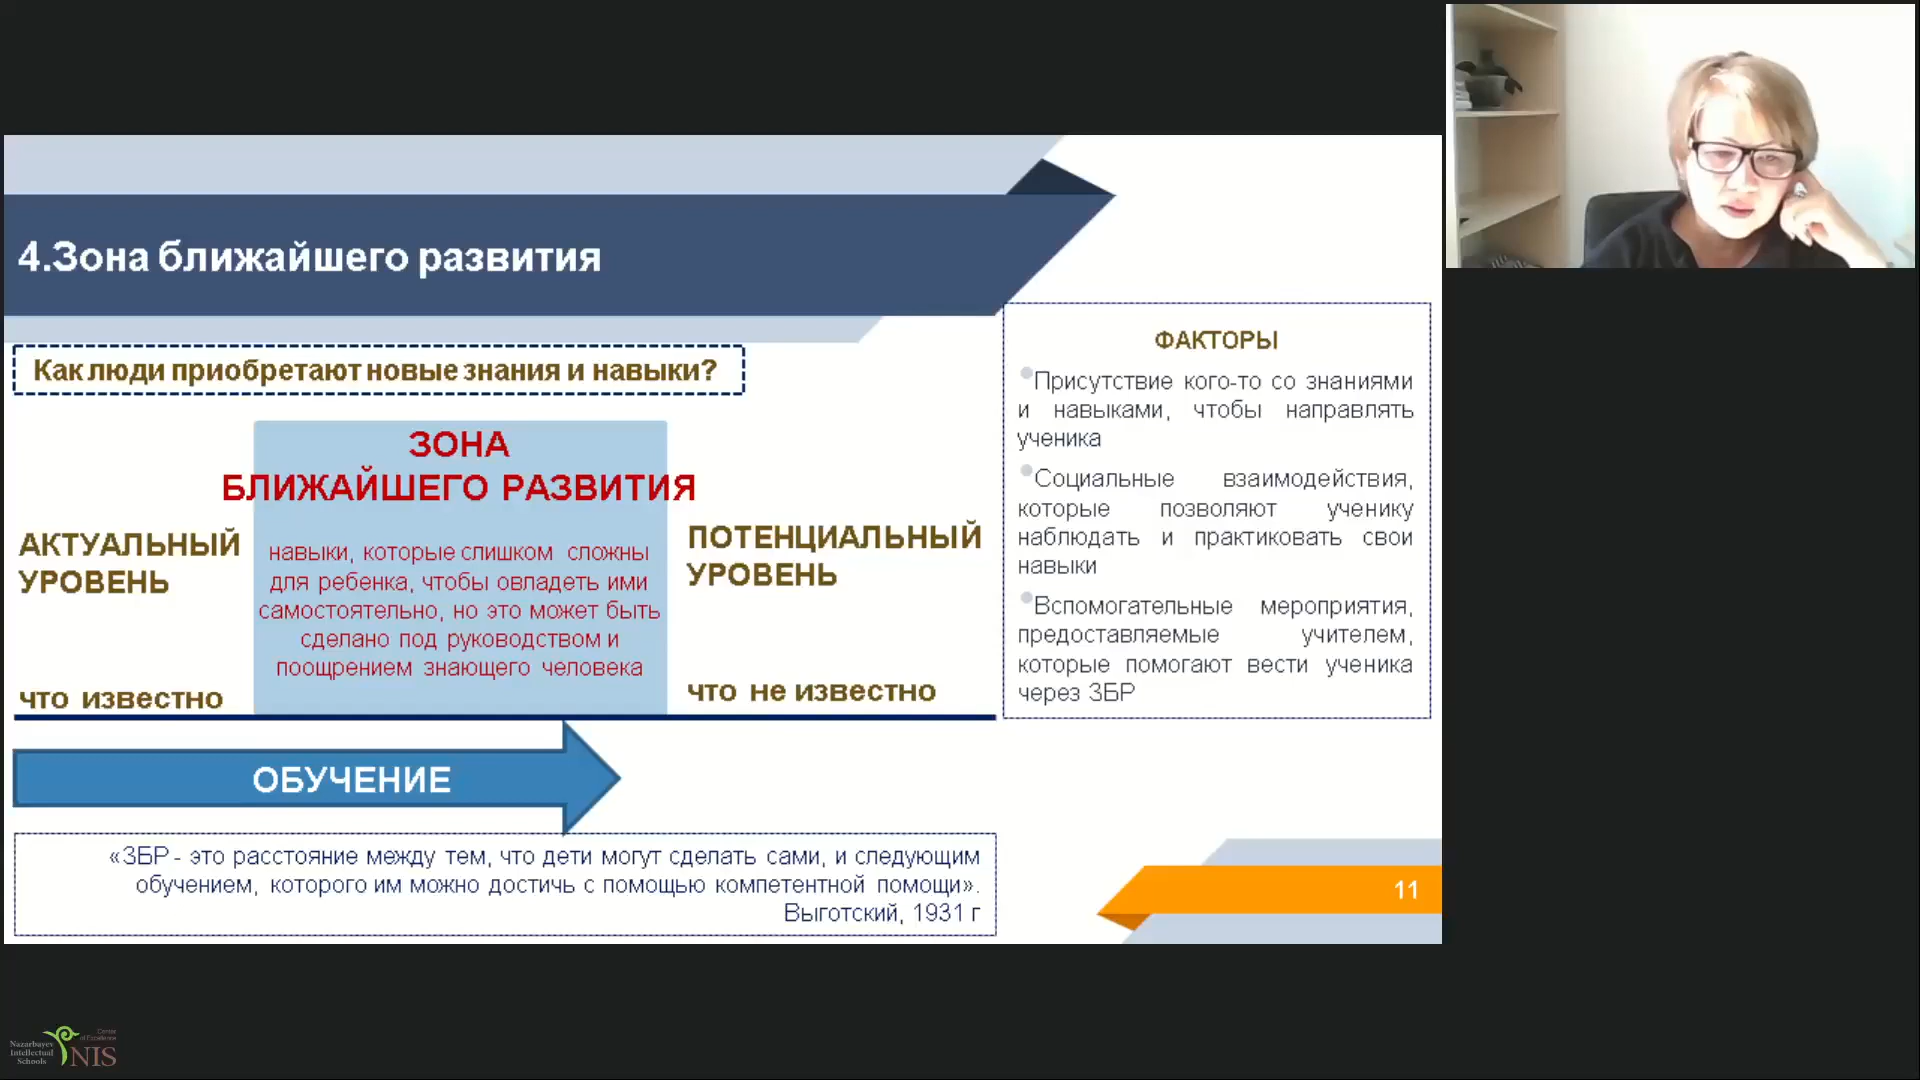 4.Зона ближайшего развития
Как люди приобретают новые знания и навыки?
ЗОНА
БЛИЖАЙШЕГО РАЗВИТИЯ
АКТУАЛЬНЫЙ
УРОВЕНЬ
что известно
навыки, которые слишком сложны
для ребенка, чтобы овладеть ими
самостоятельно, но это может быть
сделано под руководством и
поощрением знающего человека
ПОТЕНЦИАЛЬНЫЙ
УРОВЕНЬ
что не известно
ФАКТОРЫ
Присутствие кого-то со знаниями
и навыками, чтобы направлять
ученика
Социальные взаимодействия,
которые позволяют ученику
наблюдать и практиковать свои
навыки
Вспомогательные мероприятия,
предоставляемые учителем,
которые помогают вести ученика
через ЗБР
ОБУЧЕНИЕ
«ЗБР - это расстояние между тем, что дети могут сделать сами, и следующим
обучением, которого им можно достичь с помощью компетентной помощи».
Выготский, 1931 г
11
Nazarbayev
Intellectual
Schools
Center
of Excellence
NIS